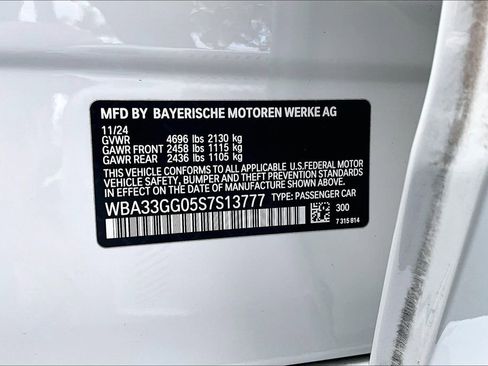 MFD BY BAYERISCHE MOTOREN WERKE AG
11/24
GVWR 4696 lbs 2130 kg
GAWR FRONT 2458 lbs 1115 kg
GAWR REAR 2436 lbs 1105 kg
THIS VEHICLE CONFORMS TO ALL APPLICABLE U.S.FEDERAL MOTOR
VEHICLE SAFETY, BUMPER, AND THEFT PREVENTION STANDARDS
IN EFFECT ON THE DATE OF MANUFACTURE SHOWN ABOVE.
WBA33GG05S7S13777 TYPE: PASSENGER CAR
300
7 315 814